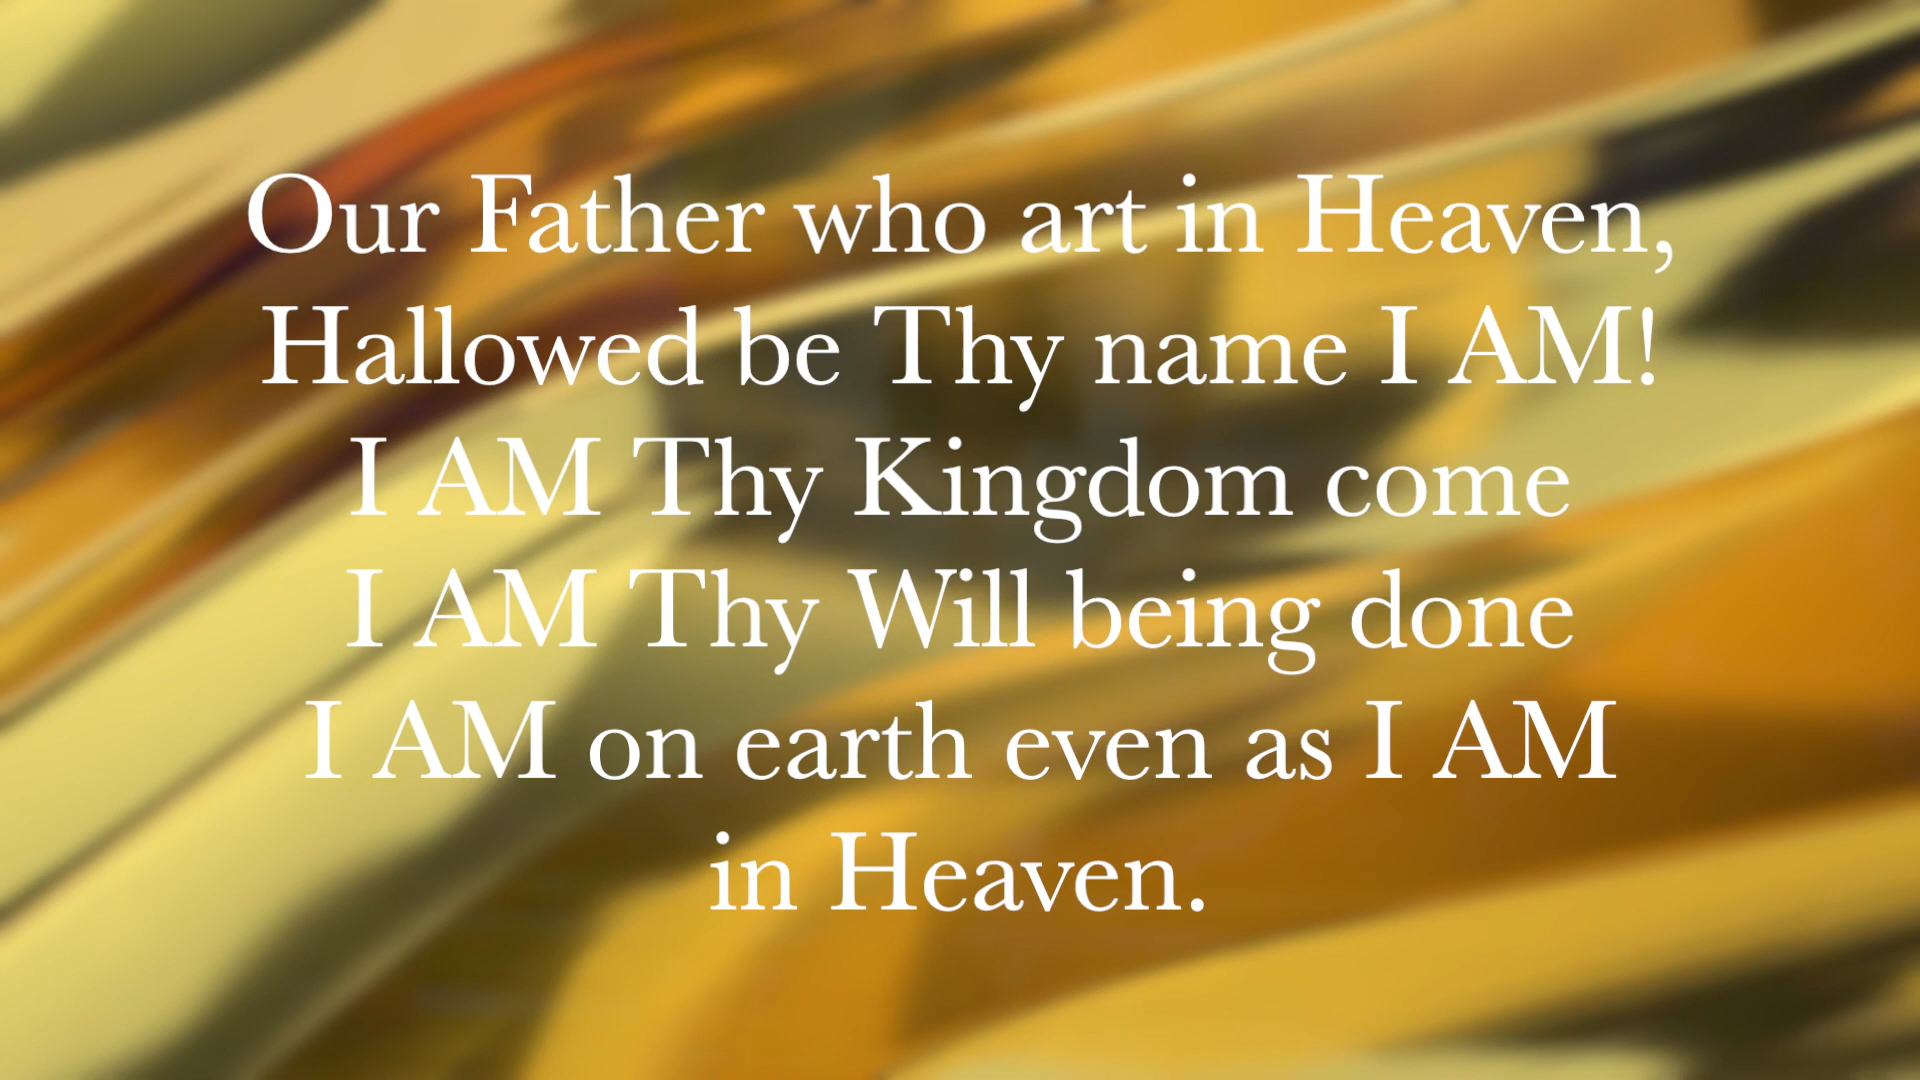 Our Father who art in Heaven,
Hallowed be Thy name I AM!
I AM Thy Kingdom come
I AM Thy Will being done
I AM on earth even as I AM
in Heaven.